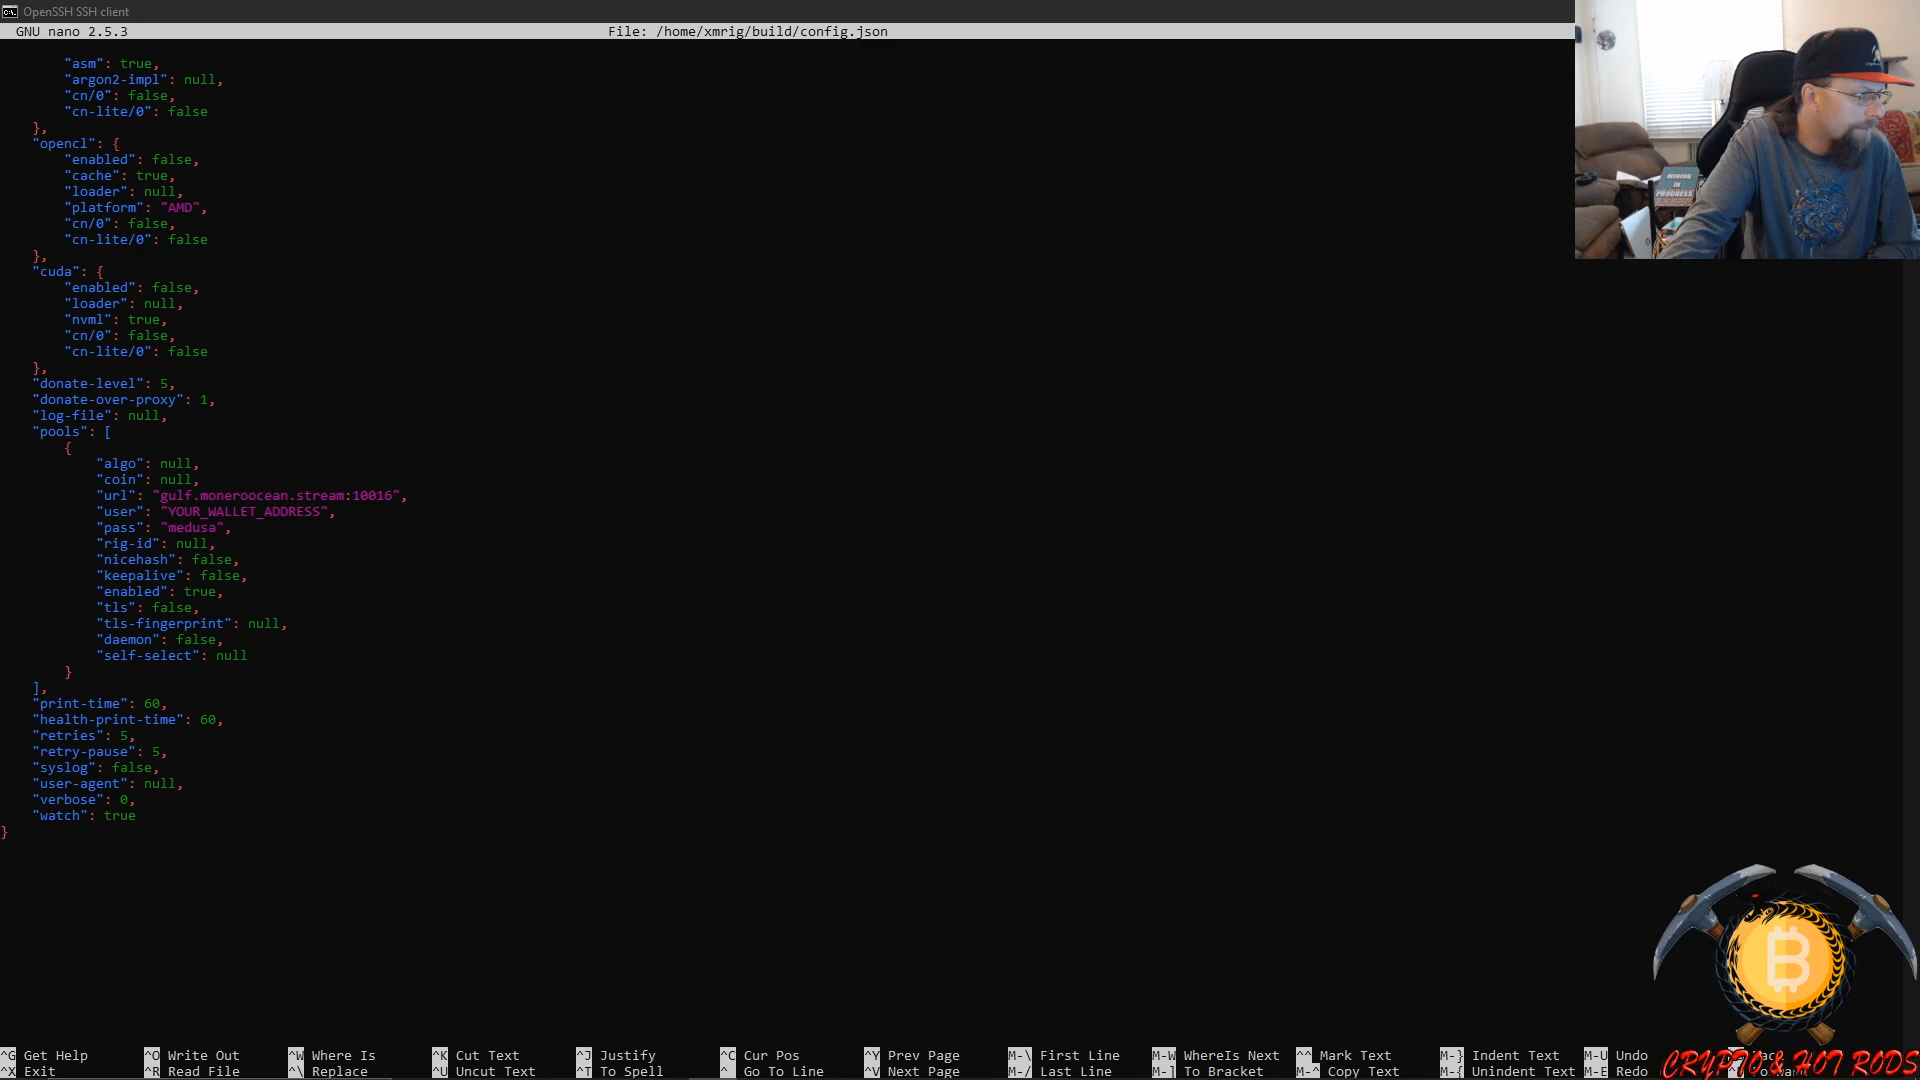 OpenSSH SSH client
GNU nano 2.5.3 File: /home/xmrig/build/config.json
"asm": true,
"argon2-impl": null,
"cn/0": false,
"cn-lite/0": false
},
"opencl": {
"enabled": false,
"cache": true,
"loader": null,
"platform": "AMD",
"cn/0": false,
"cn-lite/0": false
},
"cuda": {
"enabled": false,
"loader": null,
"nvml": true,
"cn/0": false,
"cn-lite/0": false
},
"donate-level": 5,
"donate-over-proxy": 1,
"log-file": null,
"pools": [
{
"algo": null,
"coin": null,
"url": "gulf.moneroocean.stream:10016",
"user": "YOUR_WALLET_ADDRESS",
"pass": "medusa",
"rig-id": null,
"nicehash": false,
"keepalive": false,
"enabled": true,
"tls": false,
"tls-fingerprint": null,
"daemon": false,
"self-select": null
}
],
"print-time": 60,
"health-print-time": 60,
"retries": 5,
"retry-pause": 5,
"syslog": false,
"user-agent": null,
"verbose": 0,
"watch": true
}
MINING
IN
PROGRESS
^G Get Help ^O Write Out ^W Where Is ^K Cut Text ^J Justify ^C Cur Pos ^Y Prev Page M-\ First Line M-W WhereIs Next ^^ Mark Text M-} Indent Text M-U Undo
^X Exit ^R Read File ^\ Replace ^U Uncut Text ^T To Spell ^_ Go To Line ^V Next Page M-/ Last Line M-] To Bracket M-^ Copy Text M-{ Unindent Text M-E Redo
CRYPTO & HOT RODS